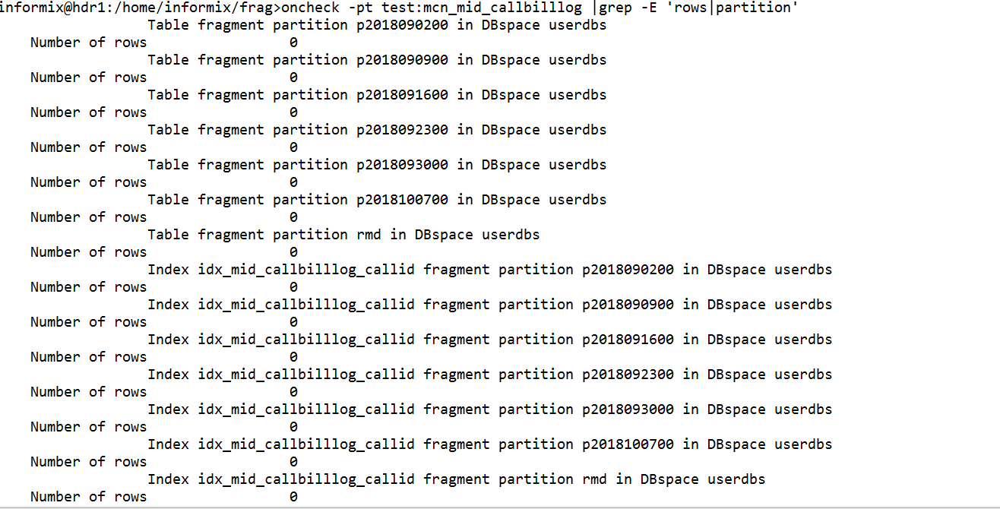 informix@hdr1:/home/informix/frag>oncheck -pt test:mcn_mid_callbilllog |grep -E 'rows|partition'
Table fragment partition p2018090200 in DBspace userdbs
Number of rows 0
Table fragment partition p2018090900 in DBspace userdbs
Number of rows 0
Table fragment partition p2018091600 in DBspace userdbs
Number of rows 0
Table fragment partition p2018092300 in DBspace userdbs
Number of rows 0
Table fragment partition p2018093000 in DBspace userdbs
Number of rows 0
Table fragment partition p2018100700 in DBspace userdbs
Number of rows 0
Table fragment partition rmd in DBspace userdbs
Number of rows 0
Index idx_mid_callbilllog_callid fragment partition p2018090200 in DBspace userdbs
Number of rows 0
Index idx_mid_callbilllog_callid fragment partition p2018090900 in DBspace userdbs
Number of rows 0
Index idx_mid_callbilllog_callid fragment partition p2018091600 in DBspace userdbs
Number of rows 0
Index idx_mid_callbilllog_callid fragment partition p2018092300 in DBspace userdbs
Number of rows 0
Index idx_mid_callbilllog_callid fragment partition p2018093000 in DBspace userdbs
Number of rows 0
Index idx_mid_callbilllog_callid fragment partition p2018100700 in DBspace userdbs
Number of rows 0
Index idx_mid_callbilllog_callid fragment partition rmd in DBspace userdbs
Number of rows 0